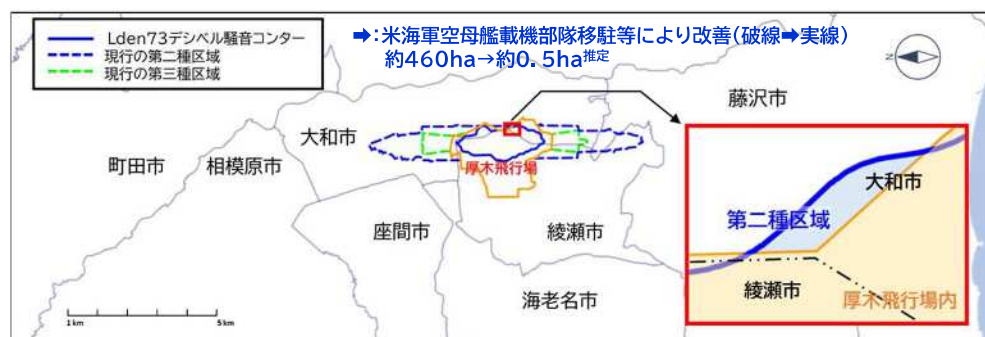 Lden73デシベル騒音コンター
現行の第二種区域
現行の第三種区域
➡:米海軍空母艦載機部隊移駐等により改善(破線➡実線)
約460ha→約0.5ha推定
N
藤沢市
大和市
町田市
相模原市
厚木飛行場
座間市
綾瀬市
海老名市
1km
5km
大和市
第二種区域
綾瀬市
厚木飛行場内